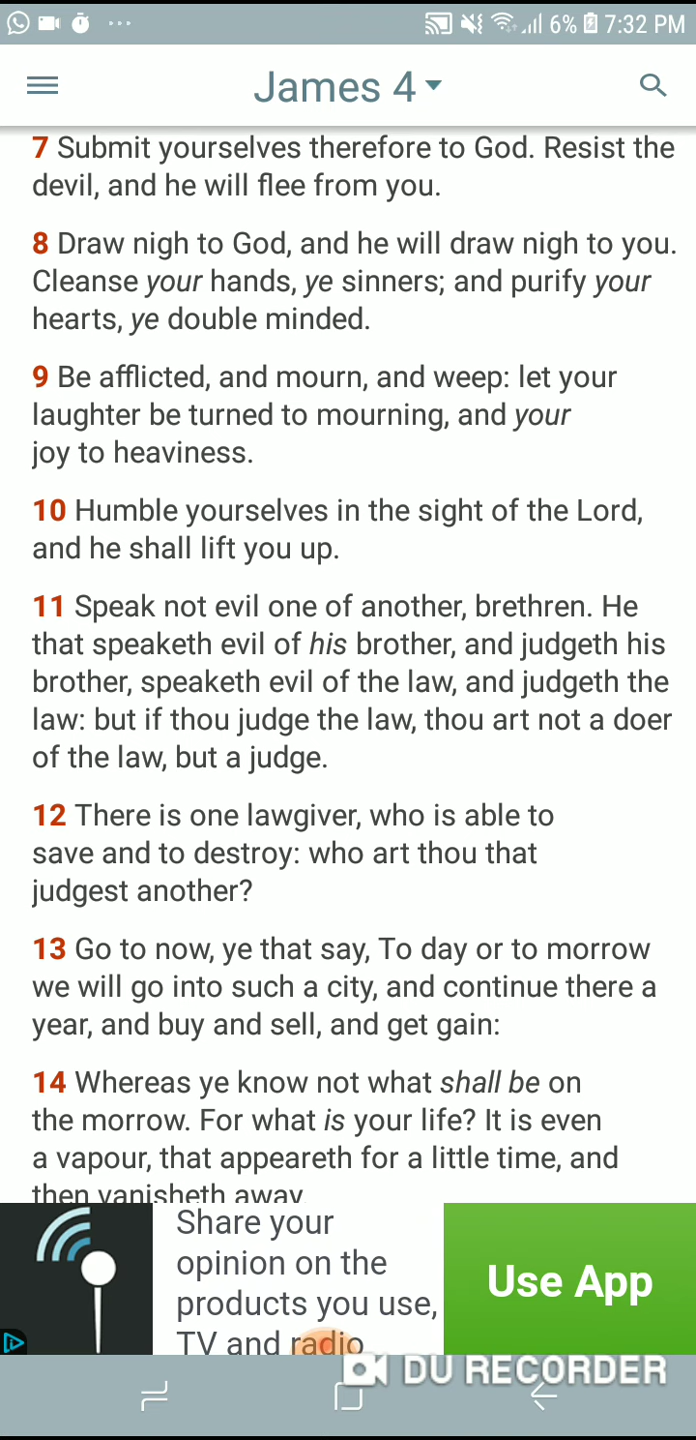 6% 7:32 PM
James 4
7 Submit yourselves therefore to God. Resist the
devil, and he will flee from you.
8 Draw nigh to God, and he will draw nigh to you.
Cleanse your hands, ye sinners; and purify your
hearts, ye double minded.
9 Be afflicted, and mourn, and weep: let your
laughter be turned to mourning, and your
joy to heaviness.
10 Humble yourselves in the sight of the Lord,
and he shall lift you up.
11 Speak not evil one of another, brethren. He
that speaketh evil of his brother, and judgeth his
brother, speaketh evil of the law, and judgeth the
law: but if thou judge the law, thou art not a doer
of the law, but a judge.
12 There is one lawgiver, who is able to
save and to destroy: who art thou that
judgest another?
13 Go to now, ye that say, To day or to morrow
we will go into such a city, and continue there a
year, and buy and sell, and get gain:
14 Whereas ye know not what shall be on
the morrow. For what is your life? It is even
a vapour, that appeareth for a little time, and
then vanisheth away
Share your
opinion on the
products you use,
TV and radio
Use App
DU RECORDER